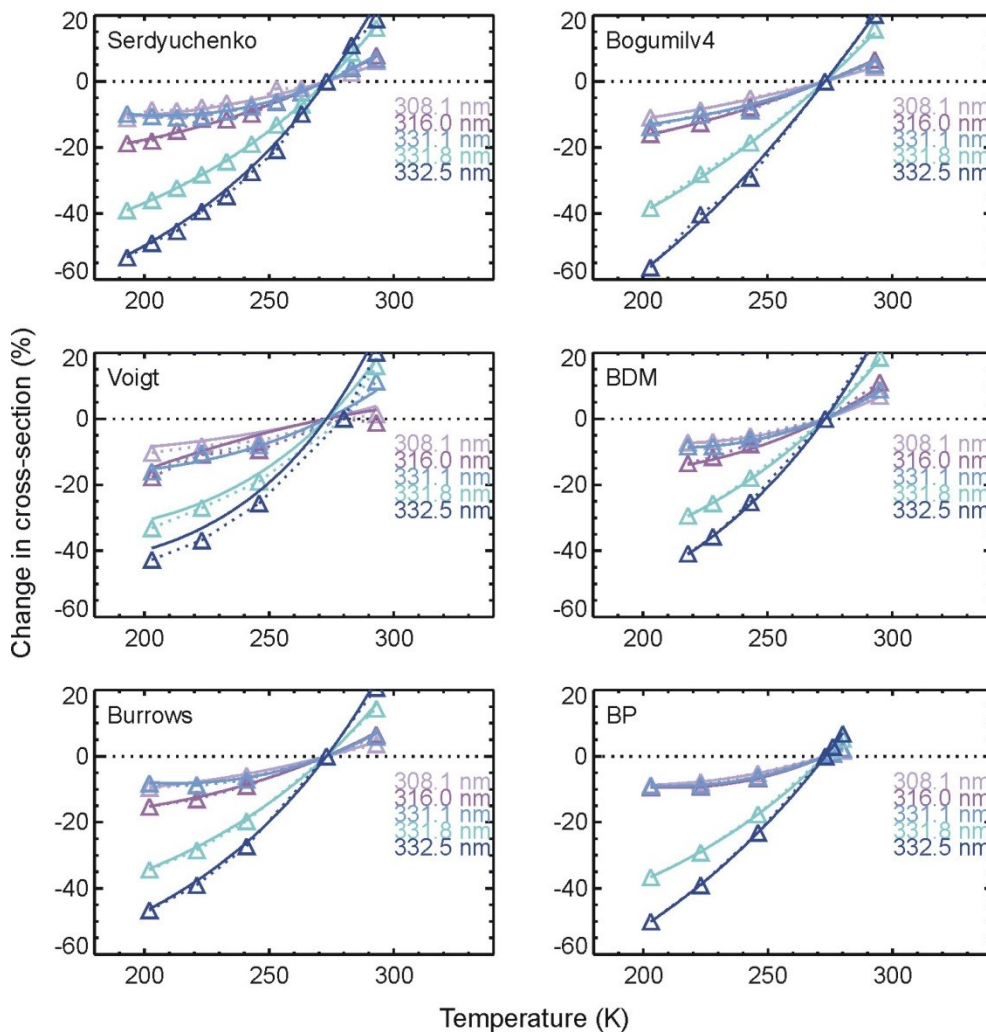 20
Serdyuchenko
0
308.1 nm
316.0 nm
331.1 nm
331.8 nm
332.5 nm
-20
-40
-60
200
250
300
20
Bogumilv4
0
308.1 nm
316.0 nm
331.1 nm
331.8 nm
332.5 nm
-20
-40
-60
200
250
300
Change in cross-section (%)
20
Voigt
0
308.1 nm
316.0 nm
331.1 nm
331.8 nm
332.5 nm
-20
-40
-60
200
250
300
20
BDM
0
308.1 nm
316.0 nm
331.1 nm
331.8 nm
332.5 nm
-20
-40
-60
200
250
300
20
Burrows
0
308.1 nm
316.0 nm
331.1 nm
331.8 nm
332.5 nm
-20
-40
-60
200
250
300
20
BP
0
308.1 nm
316.0 nm
331.1 nm
331.8 nm
332.5 nm
-20
-40
-60
200
250
300
Temperature (K)